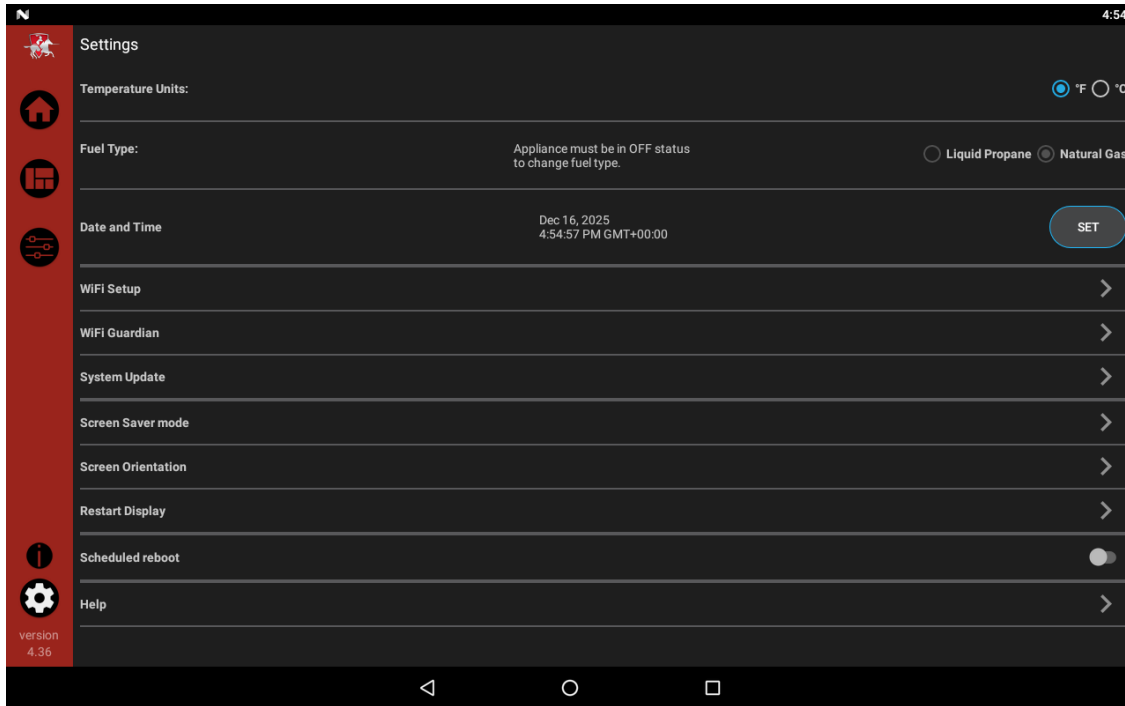 4:54
Settings
Temperature Units:
°F
Fuel Type:
Appliance must be in OFF status
to change fuel type.
Liquid Propane
Natural Gas
Date and Time
Dec 16, 2025
4:54:57 PM GMT+00:00
SET
WiFi Setup
WiFi Guardian
System Update
Screen Saver mode
Screen Orientation
Restart Display
Scheduled reboot
Help
version
4.36